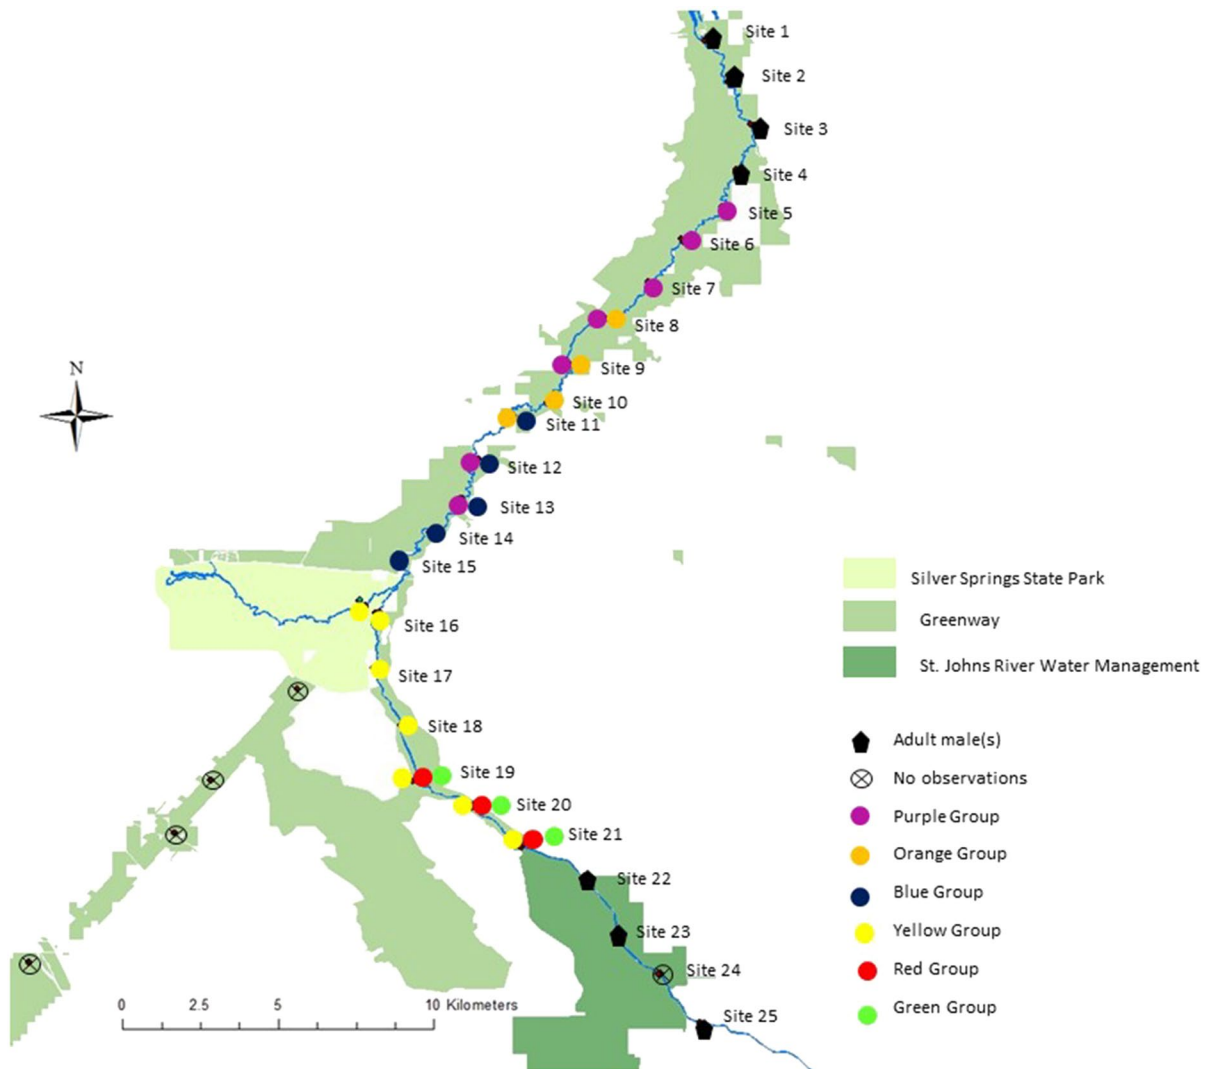 Site 1
Site 2
Site 3
Site 4
Site 5
Site 6
Site 7
Site 8
Site 9
N
Site 10
Site 11
Site 12
Site 13
Site 14
Site 15
Site 16
Site 17
Site 18
Site 19
Site 20
Site 21
Site 22
Site 23
Site 24
Site 25
0 2.5 5 10 Kilometers
Silver Springs State Park
Greenway
St. Johns River Water Management
Adult male(s)
No observations
Purple Group
Orange Group
Blue Group
Yellow Group
Red Group
Green Group